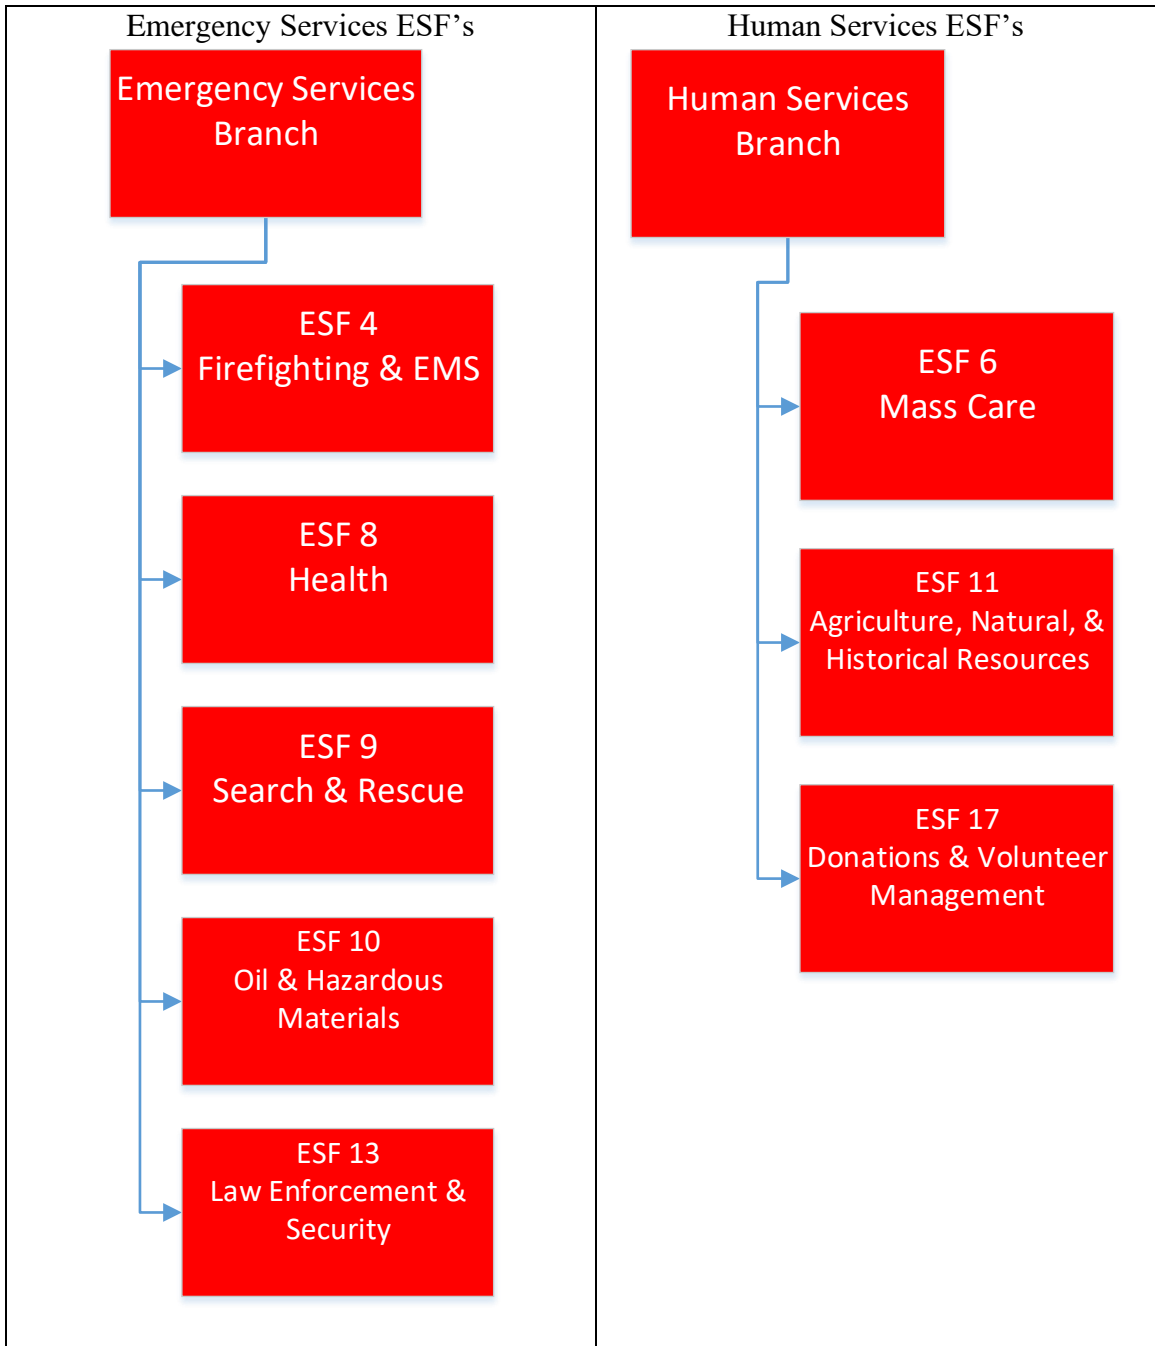 Emergency Services ESF’s
Emergency Services
Branch
ESF 4
Firefighting & EMS
ESF 8
Health
ESF 9
Search & Rescue
ESF 10
Oil & Hazardous
Materials
ESF 13
Law Enforcement &
Security
Human Services ESF’s
Human Services
Branch
ESF 6
Mass Care
ESF 11
Agriculture, Natural, &
Historical Resources
ESF 17
Donations & Volunteer
Management